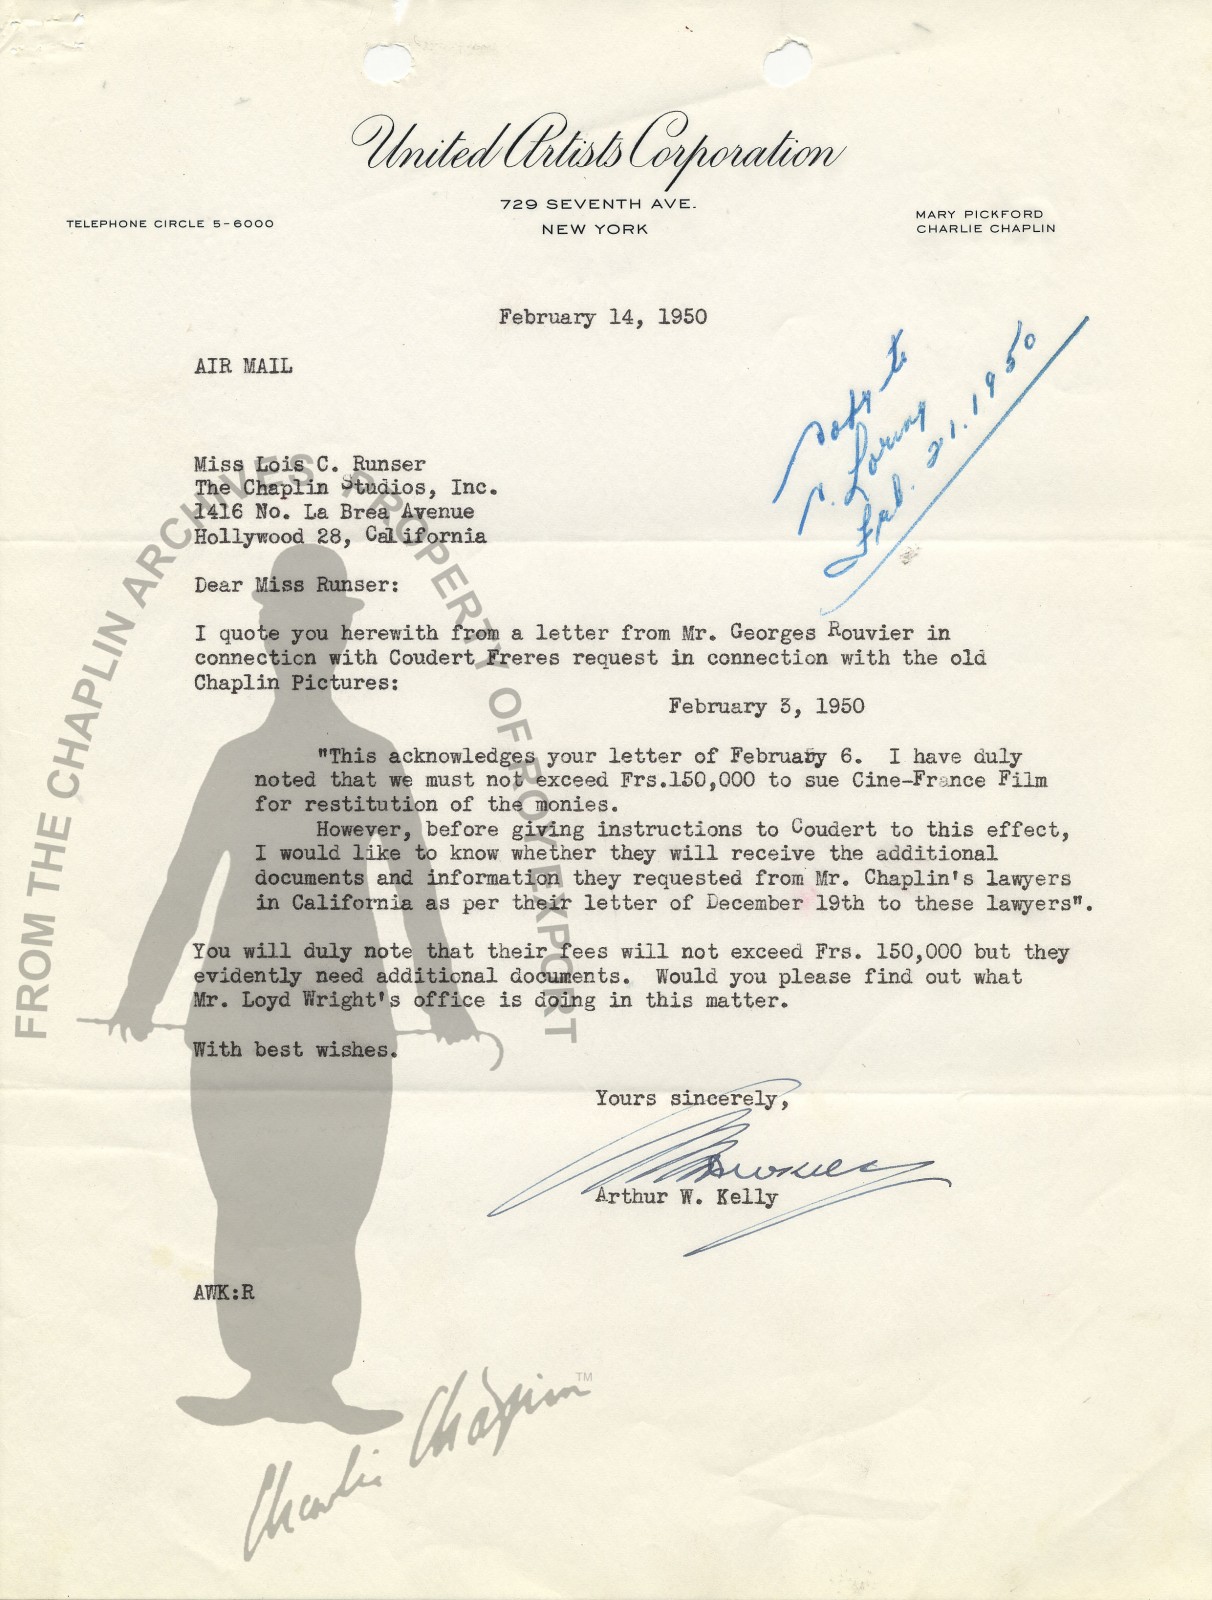 United Artists Corporation
729 SEVENTH AVE.
NEW YORK
TELEPHONE CIRCLE 5-6000
MARY PICKFORD
CHARLIE CHAPLIN
February 14, 1950
AIR MAIL
Copy to
Loring
Feb. 21. 1950
Miss Lois C. Runser
The Chaplin Studios, Inc.
1416 No. La Brea Avenue
Hollywood 28, California
Dear Miss Runser:
I quote you herewith from a letter from Mr. Georges Rouvier in
connection with Coudert Freres request in connection with the old
Chaplin Pictures:
February 3, 1950
"This acknowledges your letter of February 6. I have duly
noted that we must not exceed Frs.150,000 to sue Cine-France Film
for restitution of the monies.
However, before giving instructions to Coudert to this effect,
I would like to know whether they will receive the additional
documents and information they requested from Mr. Chaplin's lawyers
in California as per their letter of December 19th to these lawyers".
You will duly note that their fees will not exceed Frs. 150,000 but they
evidently need additional documents. Would you please find out what
Mr. Loyd Wright's office is doing in this matter.
With best wishes.
Yours sincerely,
Arthur W. Kelly
AWK:R
FROM THE CHAPLIN ARCHIVES PROPERTY OF ROY EXPORT
Charlie Chaplin TM